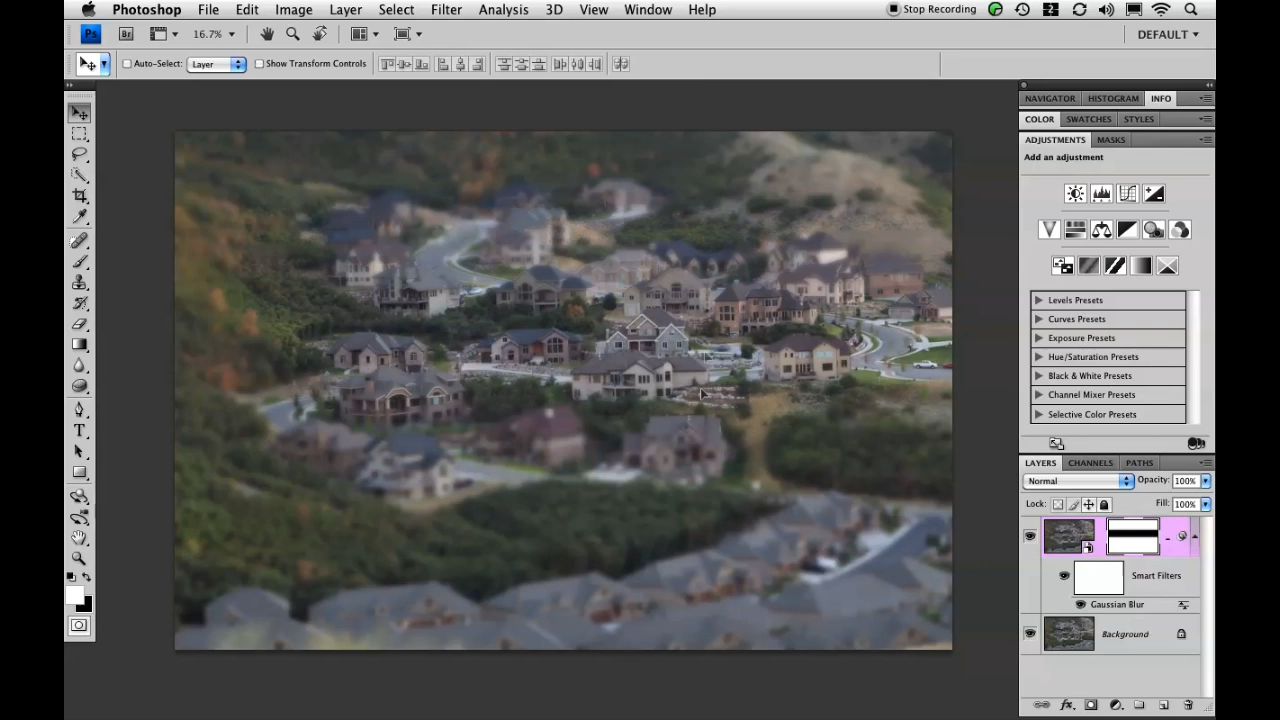 Photoshop File Edit Image Layer Select Filter Analysis 3D View Window Help Stop Recording 2
Ps Br 16.7% DEFAULT
Auto-Select: Layer Show Transform Controls
NAVIGATOR HISTOGRAM INFO
COLOR SWATCHES STYLES
ADJUSTMENTS MASKS
Add an adjustment
Levels Presets
Curves Presets
Exposure Presets
Hue/Saturation Presets
Black & White Presets
Channel Mixer Presets
Selective Color Presets
LAYERS CHANNELS PATHS
Normal Opacity: 100%
Lock: Fill: 100%
Smart Filters
Gaussian Blur
Background